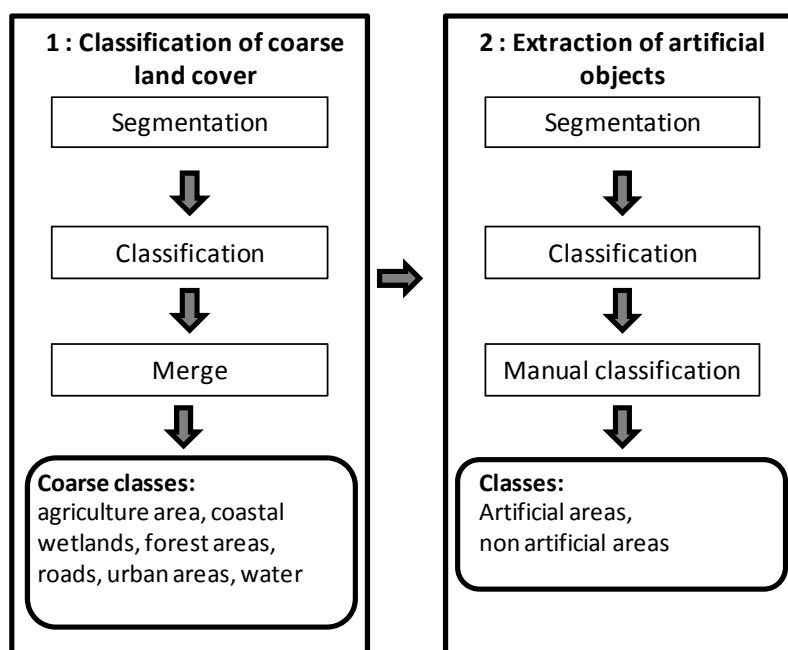 1 : Classification of coarse
land cover
Segmentation
Classification
Merge
Coarse classes:
agriculture area, coastal
wetlands, forest areas,
roads, urban areas, water
2 : Extraction of artificial
objects
Segmentation
Classification
Manual classification
Classes:
Artificial areas,
non artificial areas